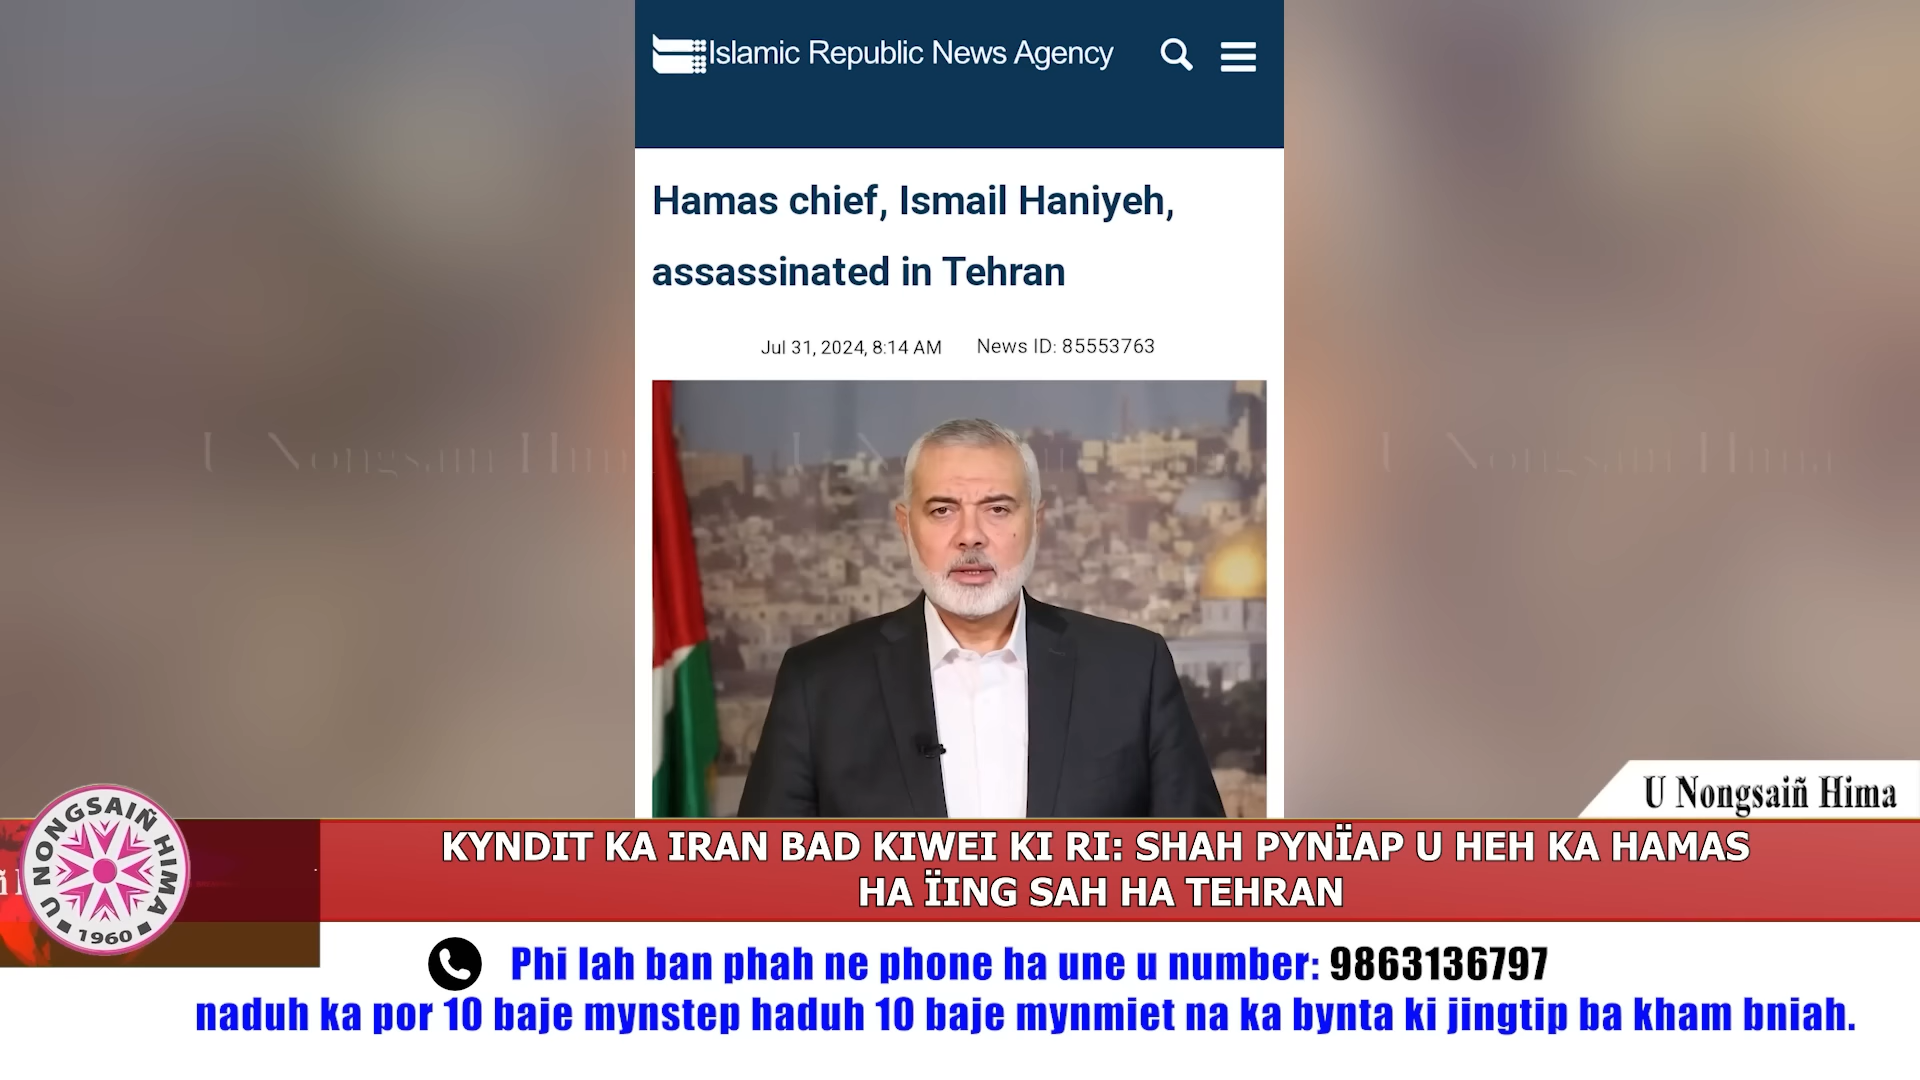 Islamic Republic News Agency
Hamas chief, Ismail Haniyeh,
assassinated in Tehran
Jul 31, 2024, 8:14 AM News ID: 85553763
U Nongsaiñ Hima
U NONGSAIÑ HIMA
1960
KYNDIT KA IRAN BAD KIWEI KI RI: SHAH PYNÏAP U HEH KA HAMAS
HA ÏING SAH HA TEHRAN
Phi lah ban phah ne phone ha une u number: 9863136797
naduh ka por 10 baje mynstep haduh 10 baje mynmiet na ka bynta ki jingtip ba kham bniah.